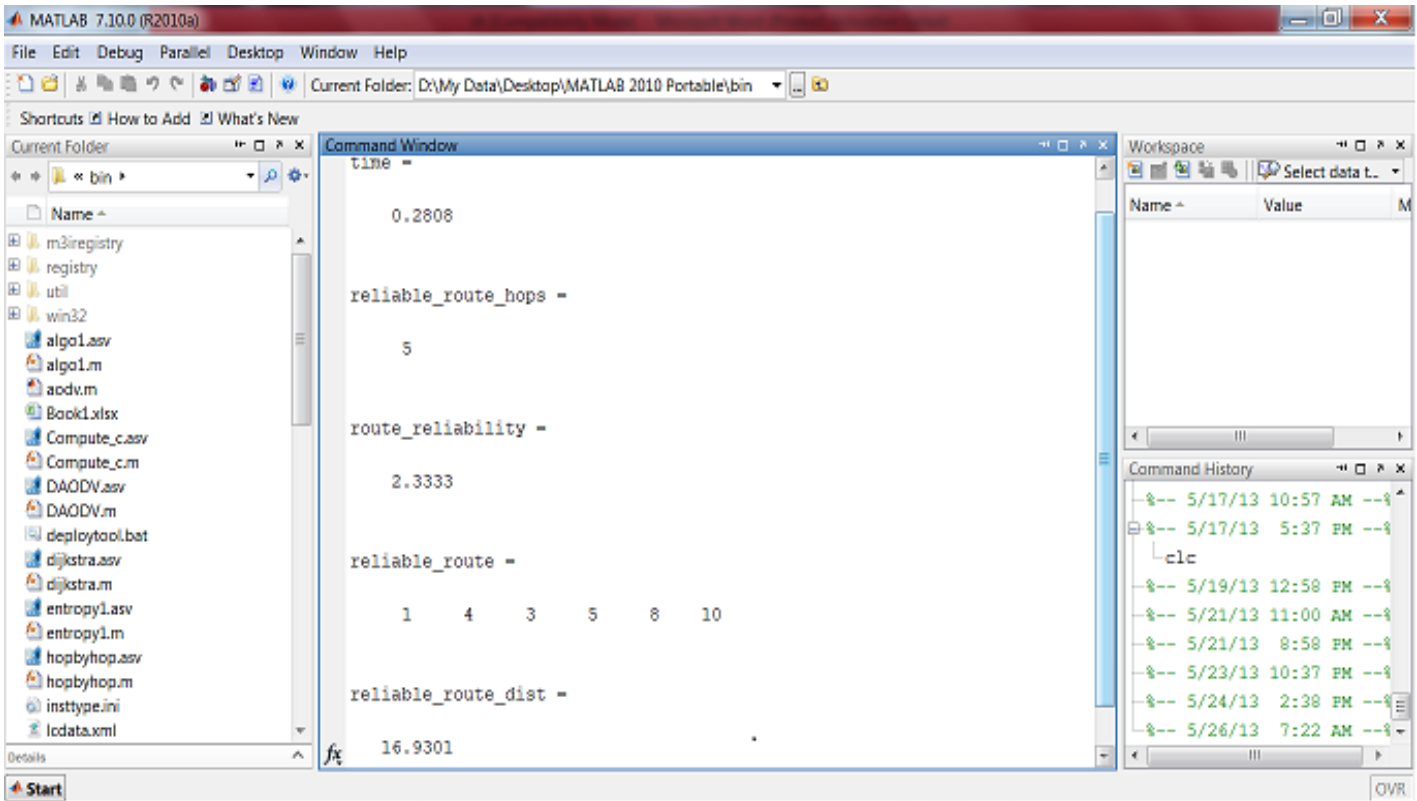 MATLAB 7.10.0 (R2010a)
File Edit Debug Parallel Desktop Window Help
Current Folder: D:\My Data\Desktop\MATLAB 2010 Portable\bin
Shortcuts How to Add What's New
Current Folder
« bin
Name
m3iregistry
registry
util
win32
algo1.asv
algo1.m
aodv.m
Book1.xlsx
Compute_c.asv
Compute_c.m
DAODV.asv
DAODV.m
deploytool.bat
dijkstra.asv
dijkstra.m
entropy1.asv
entropy1.m
hopbyhop.asv
hopbyhop.m
insttype.ini
lcdata.xml
Details
Start
Command Window
time =
0.2808
reliable_route_hops =
5
route_reliability =
2.3333
reliable_route =
1 4 3 5 8 10
reliable_route_dist =
16.9301
fx
Workspace
Select data t...
Name Value M
Command History
%-- 5/17/13 10:57 AM --%
%-- 5/17/13 5:37 PM --%
clc
%-- 5/19/13 12:58 PM --%
%-- 5/21/13 11:00 AM --%
%-- 5/21/13 8:58 PM --%
%-- 5/23/13 10:37 PM --%
%-- 5/24/13 2:38 PM --%
%-- 5/26/13 7:22 AM --%
OVR